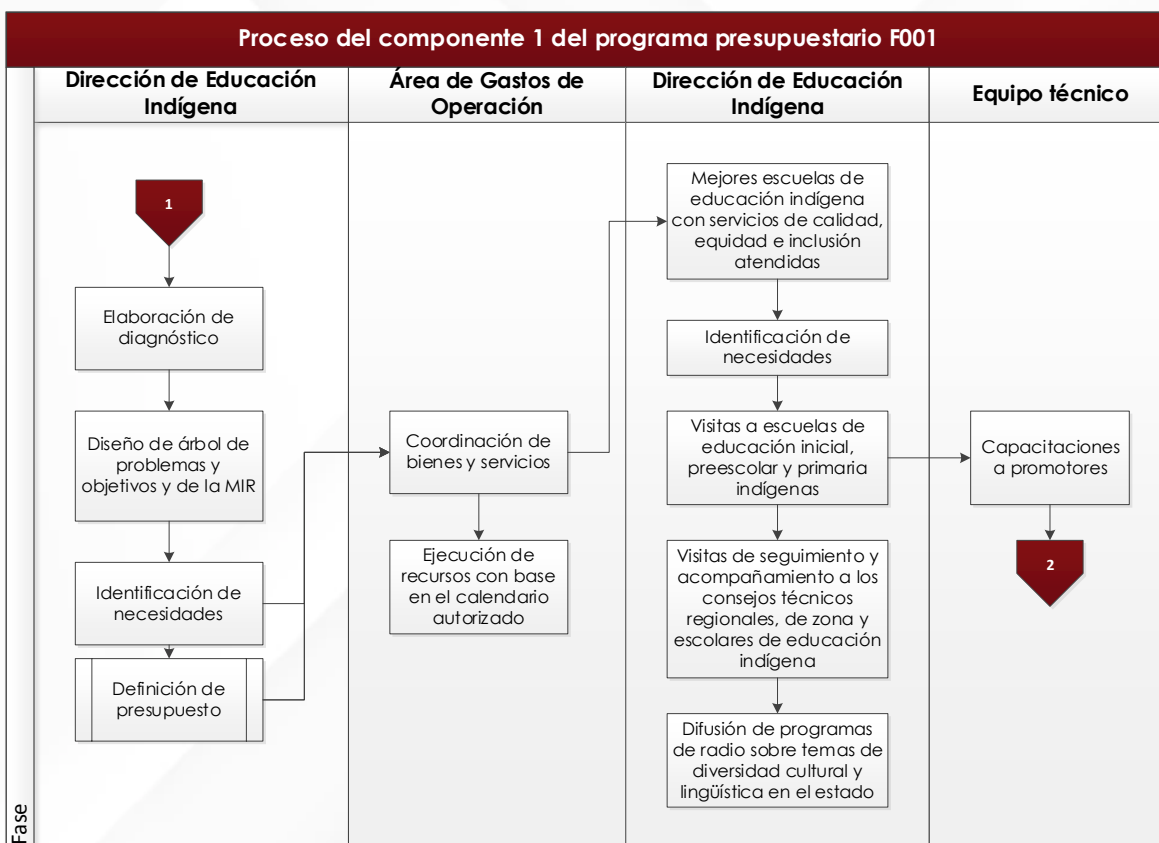 Proceso del componente 1 del programa presupuestario F001
Dirección de Educación
Indígena
Área de Gastos de
Operación
Dirección de Educación
Indígena
Equipo técnico
Fase
1
Elaboración de
diagnóstico
Diseño de árbol de
problemas y
objetivos y de la MIR
Identificación de
necesidades
Definición de
presupuesto
Coordinación de
bienes y servicios
Ejecución de
recursos con base
en el calendario
autorizado
Mejores escuelas de
educación indígena
con servicios de calidad,
equidad e inclusión
atendidas
Identificación de
necesidades
Visitas a escuelas de
educación inicial,
preescolar y primaria
indígenas
Visitas de seguimiento y
acompañamiento a los
consejos técnicos
regionales, de zona y
escolares de educación
indígena
Difusión de programas
de radio sobre temas de
diversidad cultural y
lingüística en el estado
Capacitaciones
a promotores
2